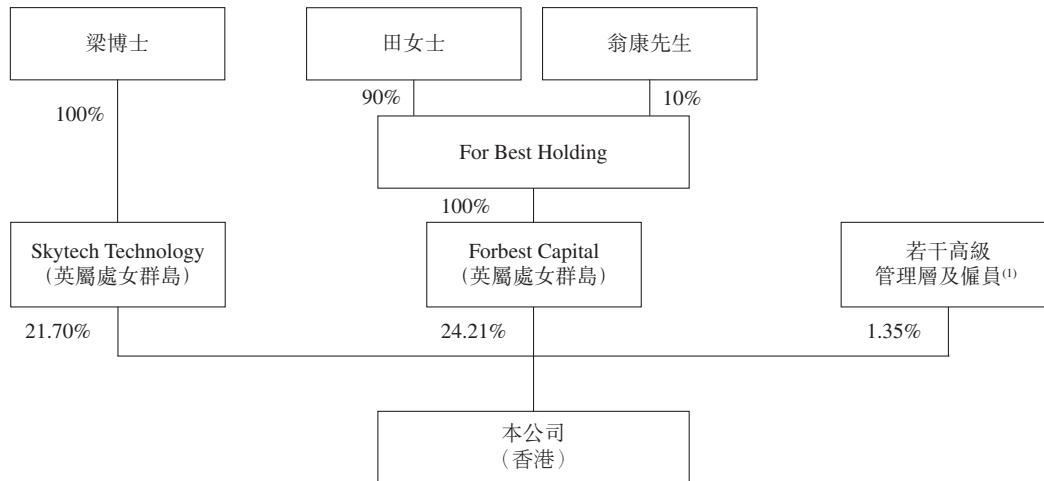 梁博士
田女士
翁康先生
100%
90%
10%
For Best Holding
100%
Skytech Technology
(英屬處女群島)
Forbest Capital
(英屬處女群島)
若干高級
管理層及僱員(1)
21.70%
24.21%
1.35%
本公司
(香港)